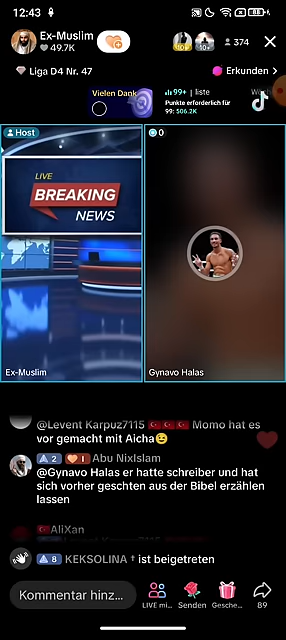 12:43
Ex-Muslim
49.7K
374
Liga D4 Nr. 47
Erkunden
Vielen Dank
99+ | liste
Punkte erforderlich für
99: 506.2K
Host
0
LIVE
BREAKING
NEWS
Ex-Muslim
Gynavo Halas
@Levent Karpuz7115 🇹🇷🇹🇷🇹🇷 Momo hat es
vor gemacht mit Aicha😉
2 1 Abu NixIslam
@Gynavo Halas er hatte schreiber und hat
sich vorher geschten aus der Bibel erzählen
lassen
🇹🇷AliXan
8 KEKSOLINA † ist beigetreten
Kommentar hinz...
LIVE mi...
Senden
Gesche...
89